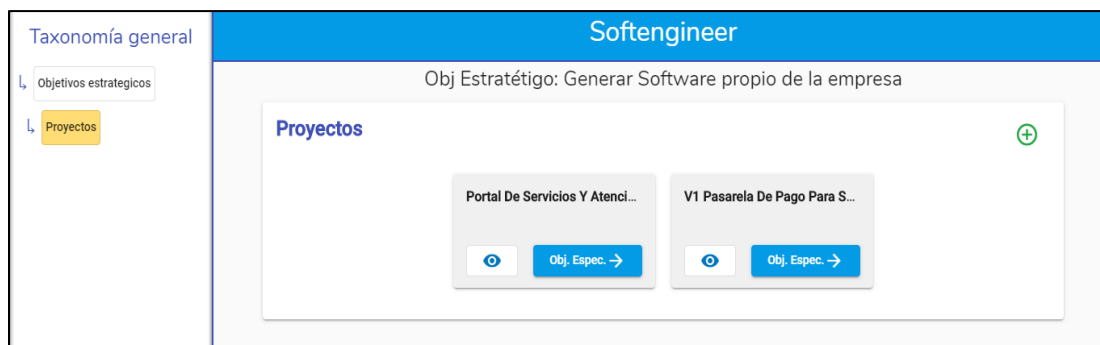 Taxonomía general
Objetivos estrategicos
Proyectos
Softengineer
Obj Estratétigo: Generar Software propio de la empresa
Proyectos
Portal De Servicios Y Atenci...
Obj. Espec.
V1 Pasarela De Pago Para S...
Obj. Espec.